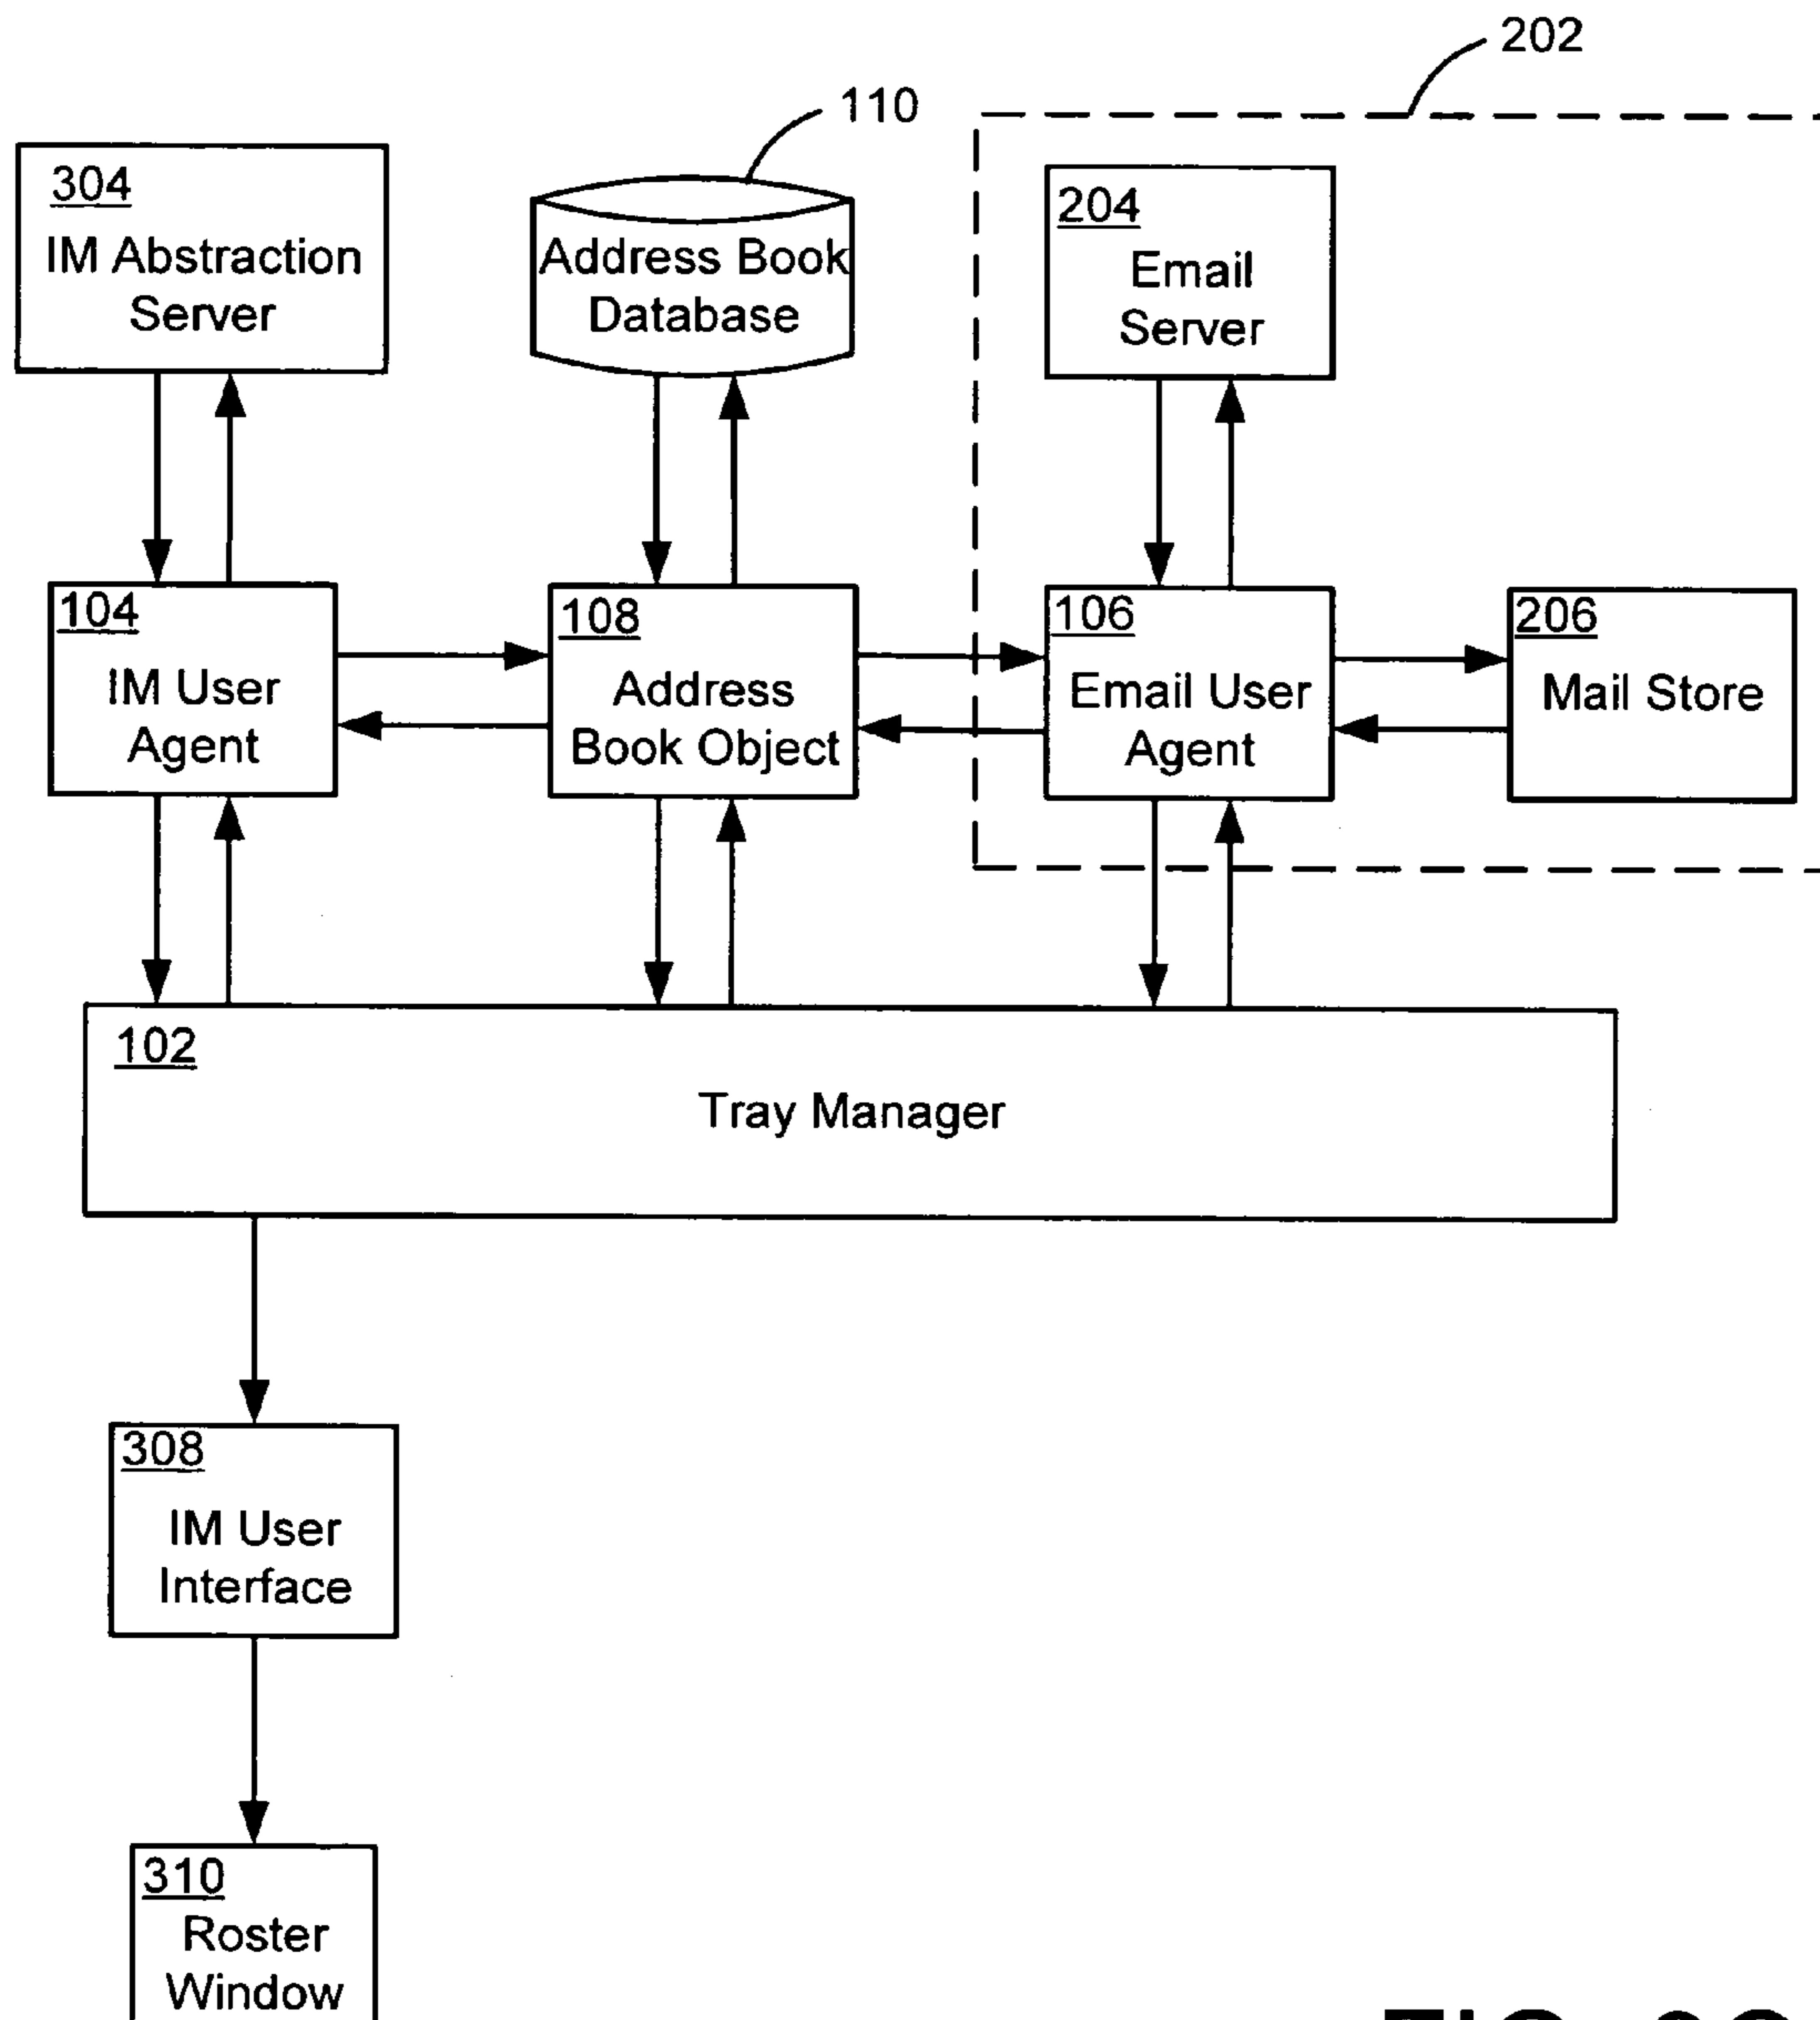 202
110
304
IM Abstraction
Server
Address Book
Database
204
Email
Server
104
IM User
Agent
108
Address
Book Object
106
Email User
Agent
206
Mail Store
102
Tray Manager
308
IM User
Interface
310
Roster
Window